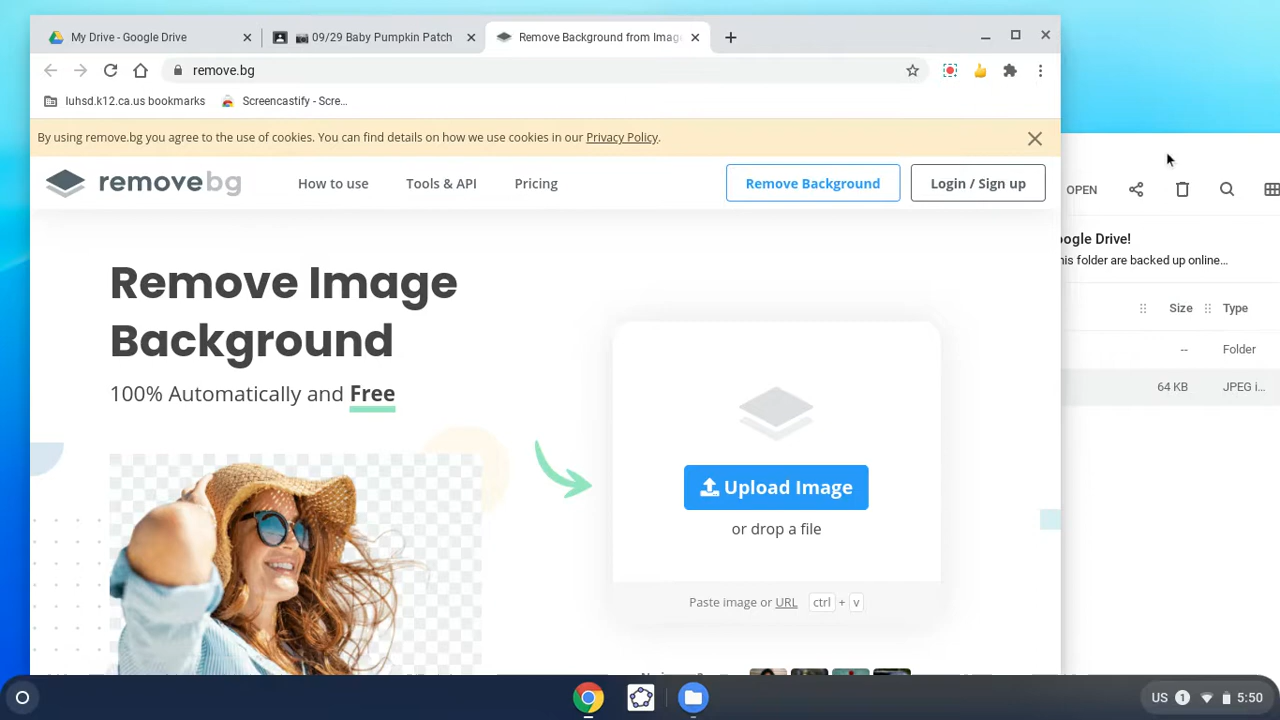 My Drive - Google Drive
09/29 Baby Pumpkin Patch
Remove Background from Imag
remove.bg
luhsd.k12.ca.us bookmarks
Screencastify - Scre...
By using remove.bg you agree to the use of cookies. You can find details on how we use cookies in our Privacy Policy.
removebg
How to use
Tools & API
Pricing
Remove Background
Login / Sign up
OPEN
oogle Drive!
his folder are backed up online...
Size
Type
--
Folder
64 KB
JPEG i...
Remove Image
Background
100% Automatically and Free
Upload Image
or drop a file
Paste image or URL ctrl + v
US 1 5:50